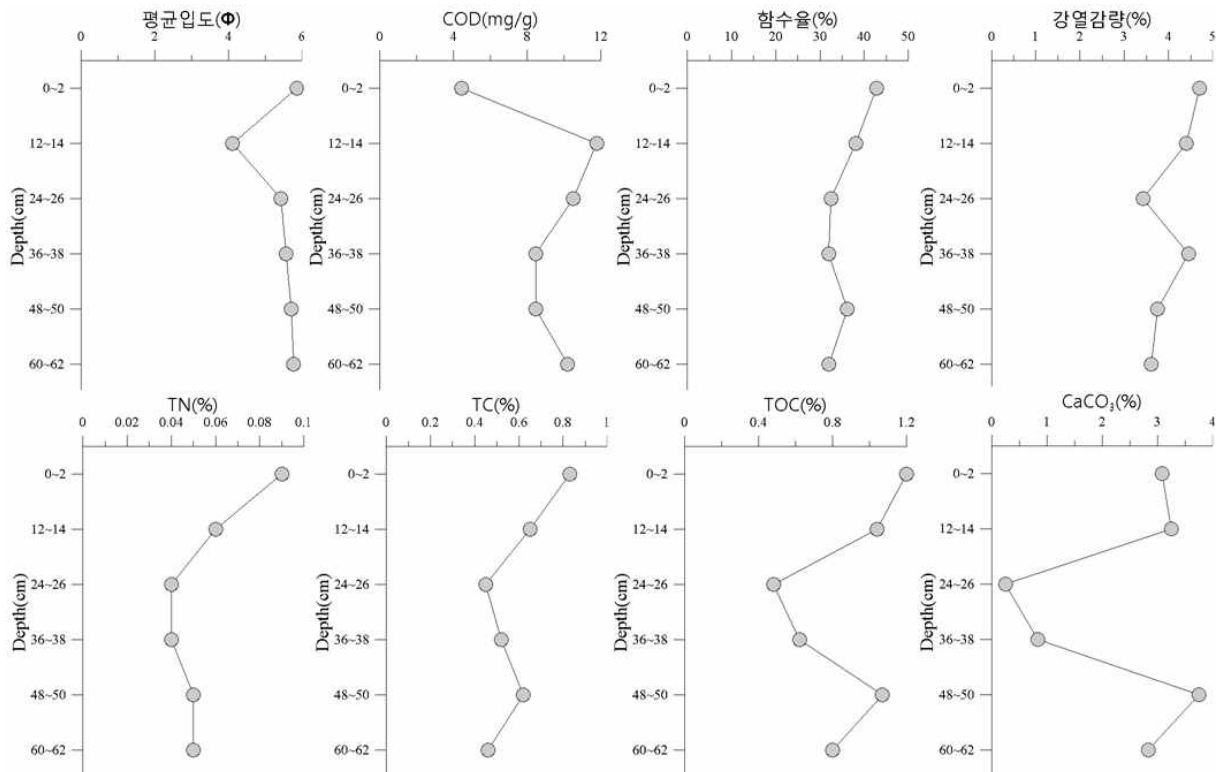 평균입도(Φ)
0 2 4 6
0~2
12~14
24~26
36~38
48~50
60~62
Depth(cm)
COD(mg/g)
0 4 8 12
0~2
12~14
24~26
36~38
48~50
60~62
Depth(cm)
함수율(%)
0 10 20 30 40 50
0~2
12~14
24~26
36~38
48~50
60~62
Depth(cm)
강열감량(%)
0 1 2 3 4 5
0~2
12~14
24~26
36~38
48~50
60~62
Depth(cm)
TN(%)
0 0.02 0.04 0.06 0.08 0.1
0~2
12~14
24~26
36~38
48~50
60~62
Depth(cm)
TC(%)
0 0.2 0.4 0.6 0.8 1
0~2
12~14
24~26
36~38
48~50
60~62
Depth(cm)
TOC(%)
0 0.4 0.8 1.2
0~2
12~14
24~26
36~38
48~50
60~62
Depth(cm)
CaCO₃(%)
0 1 2 3 4
0~2
12~14
24~26
36~38
48~50
60~62
Depth(cm)